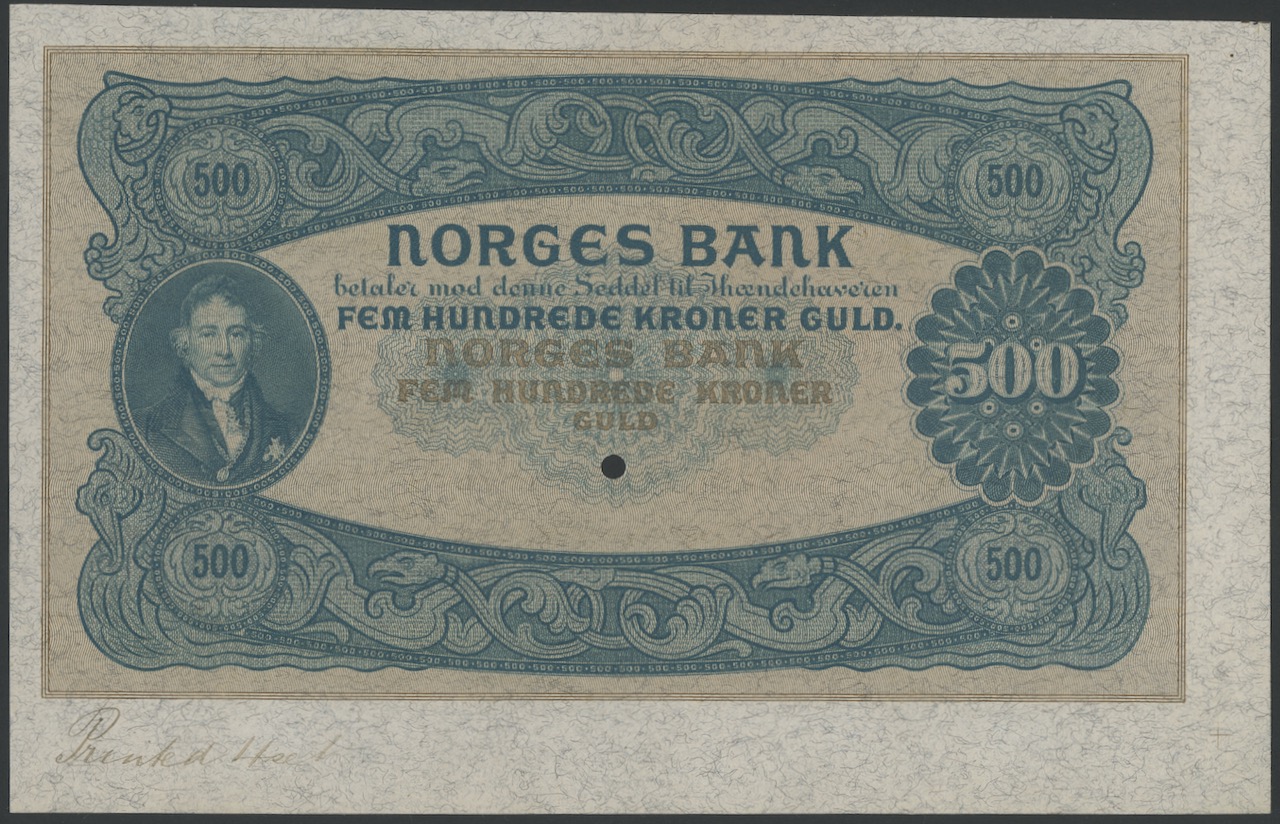 500 500
NORGES BANK
betaler mod denne Seddel til Ihændehaveren
FEM HUNDREDE KRONER GULD.
NORGES BANK
FEM HUNDREDE KRONER
GULD
500
500 500
Printed